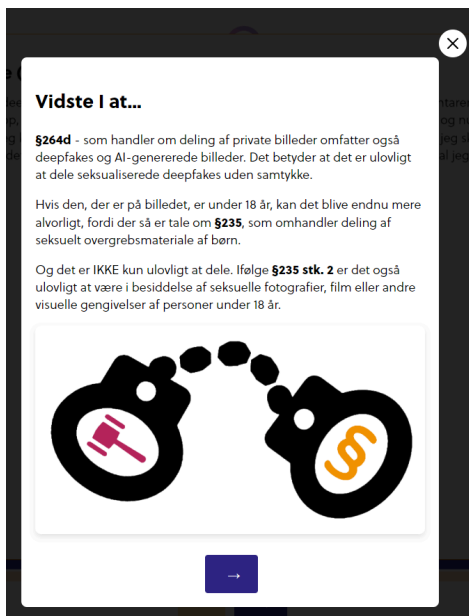 Vidste I at...
§264d - som handler om deling af private billeder omfatter også
deepfakes og AI-genererede billeder. Det betyder at det er ulovligt
at dele seksualiserede deepfakes uden samtykke.
Hvis den, der er på billedet, er under 18 år, kan det blive endnu mere
alvorligt, fordi der så er tale om §235, som omhandler deling af
seksuelt overgrebsmateriale af børn.
Og det er IKKE kun ulovligt at dele. Ifølge §235 stk. 2 er det også
ulovligt at være i besiddelse af seksuelle fotografier, film eller andre
visuelle gengivelser af personer under 18 år.
§
→